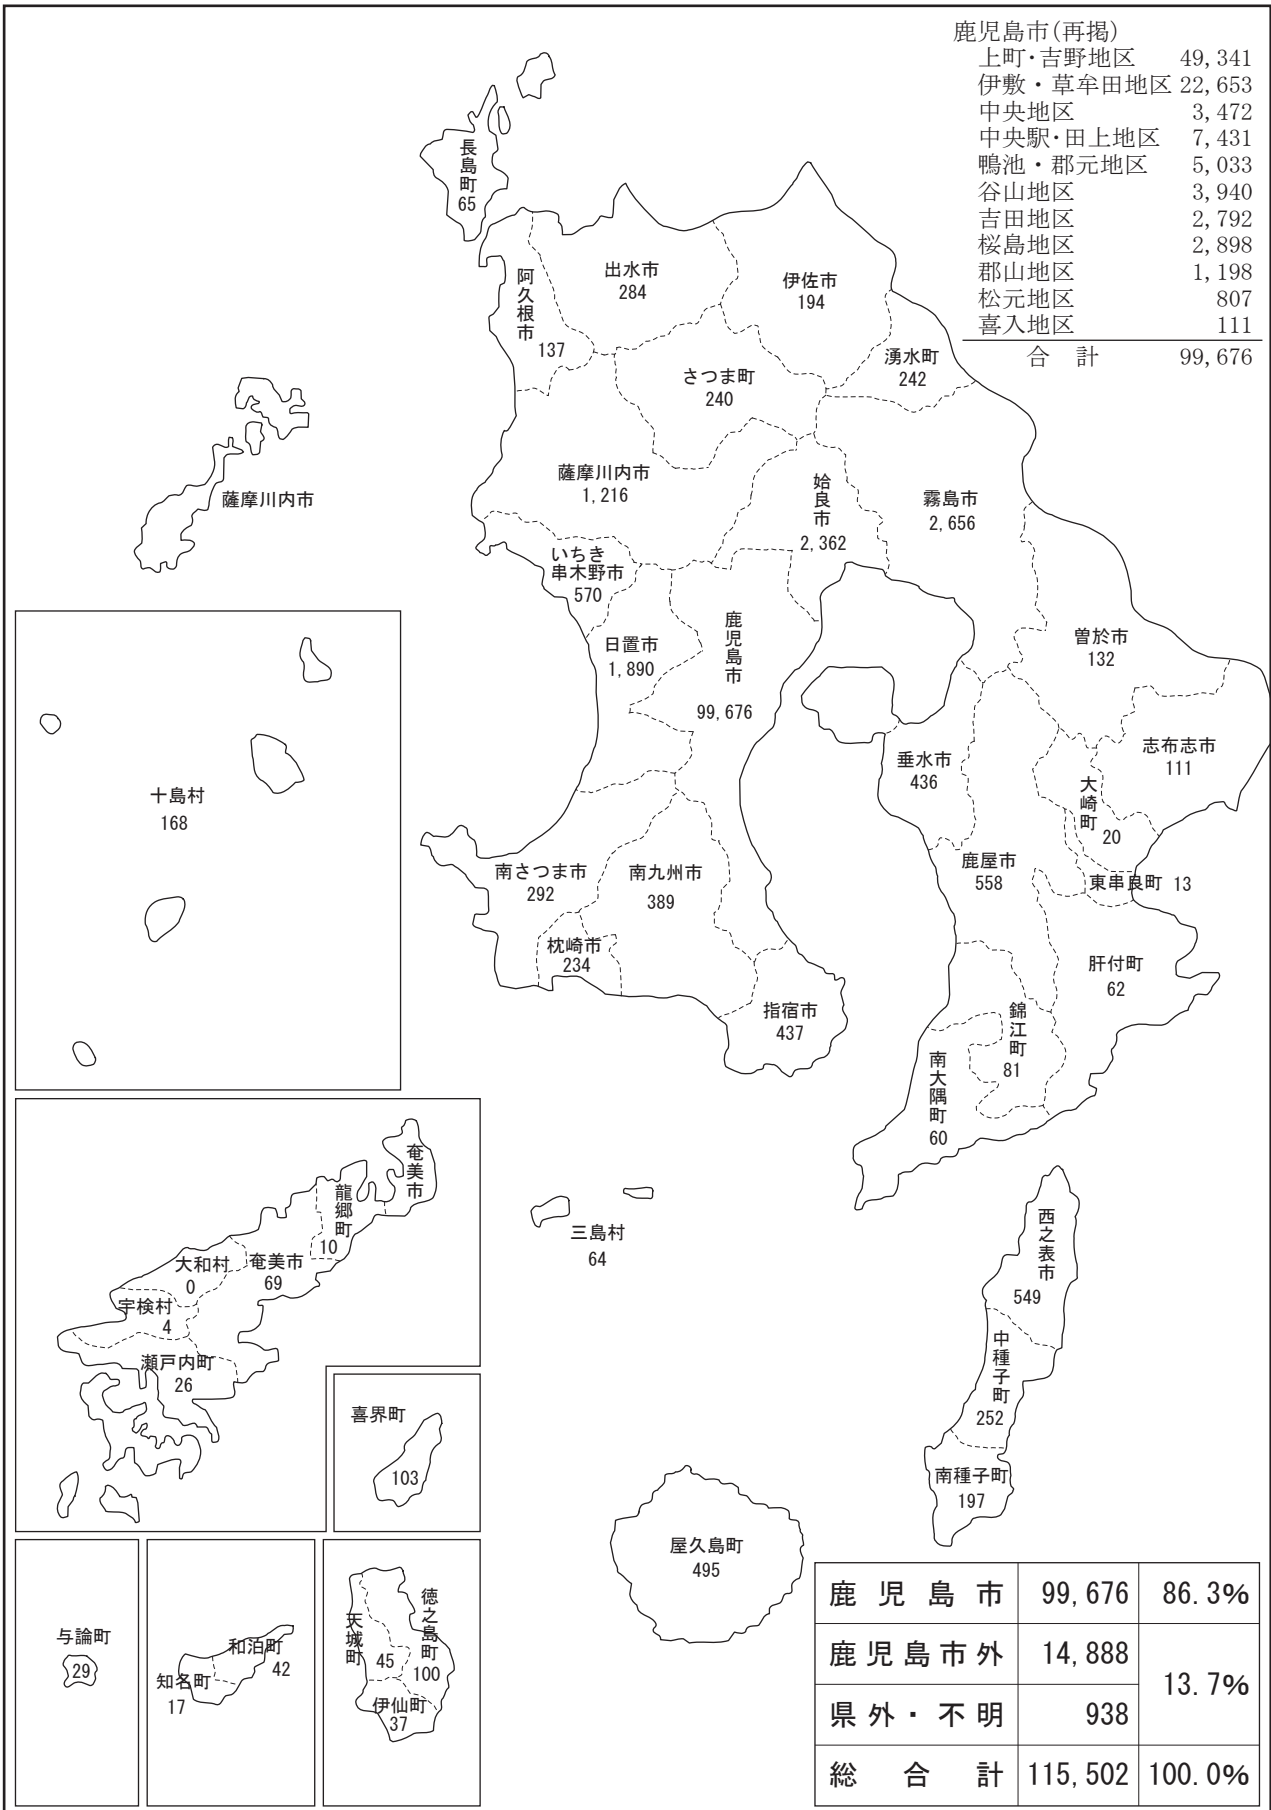 鹿児島市(再掲)
上町・吉野地区 49,341
伊敷・草牟田地区 22,653
中央地区 3,472
中央駅・田上地区 7,431
鴨池・郡元地区 5,033
谷山地区 3,940
吉田地区 2,792
桜島地区 2,898
郡山地区 1,198
松元地区 807
喜入地区 111
合計 99,676
長島町
65
出水市
284
伊佐市
194
阿久根市
137
湧水町
242
さつま町
240
薩摩川内市
1,216
薩摩川内市
姶良市
2,362
霧島市
2,656
いちき
串木野市
570
日置市
1,890
鹿児島市
99,676
曽於市
132
志布志市
111
垂水市
436
大崎町
20
十島村
168
南さつま市
292
南九州市
389
鹿屋市
558
東串良町 13
枕崎市
234
肝付町
62
指宿市
437
錦江町
81
南大隅町
60
奄美市
龍郷町
10
大和村
0
奄美市
69
宇検村
4
瀬戸内町
26
三島村
64
西之表市
549
中種子町
252
南種子町
197
喜界町
103
屋久島町
495
与論町
29
和泊町
42
知名町
17
天城町
45
徳之島町
100
伊仙町
37
鹿児島市 99,676 86.3%
鹿児島市外 14,888
13.7%
県外・不明 938
総合計 115,502 100.0%